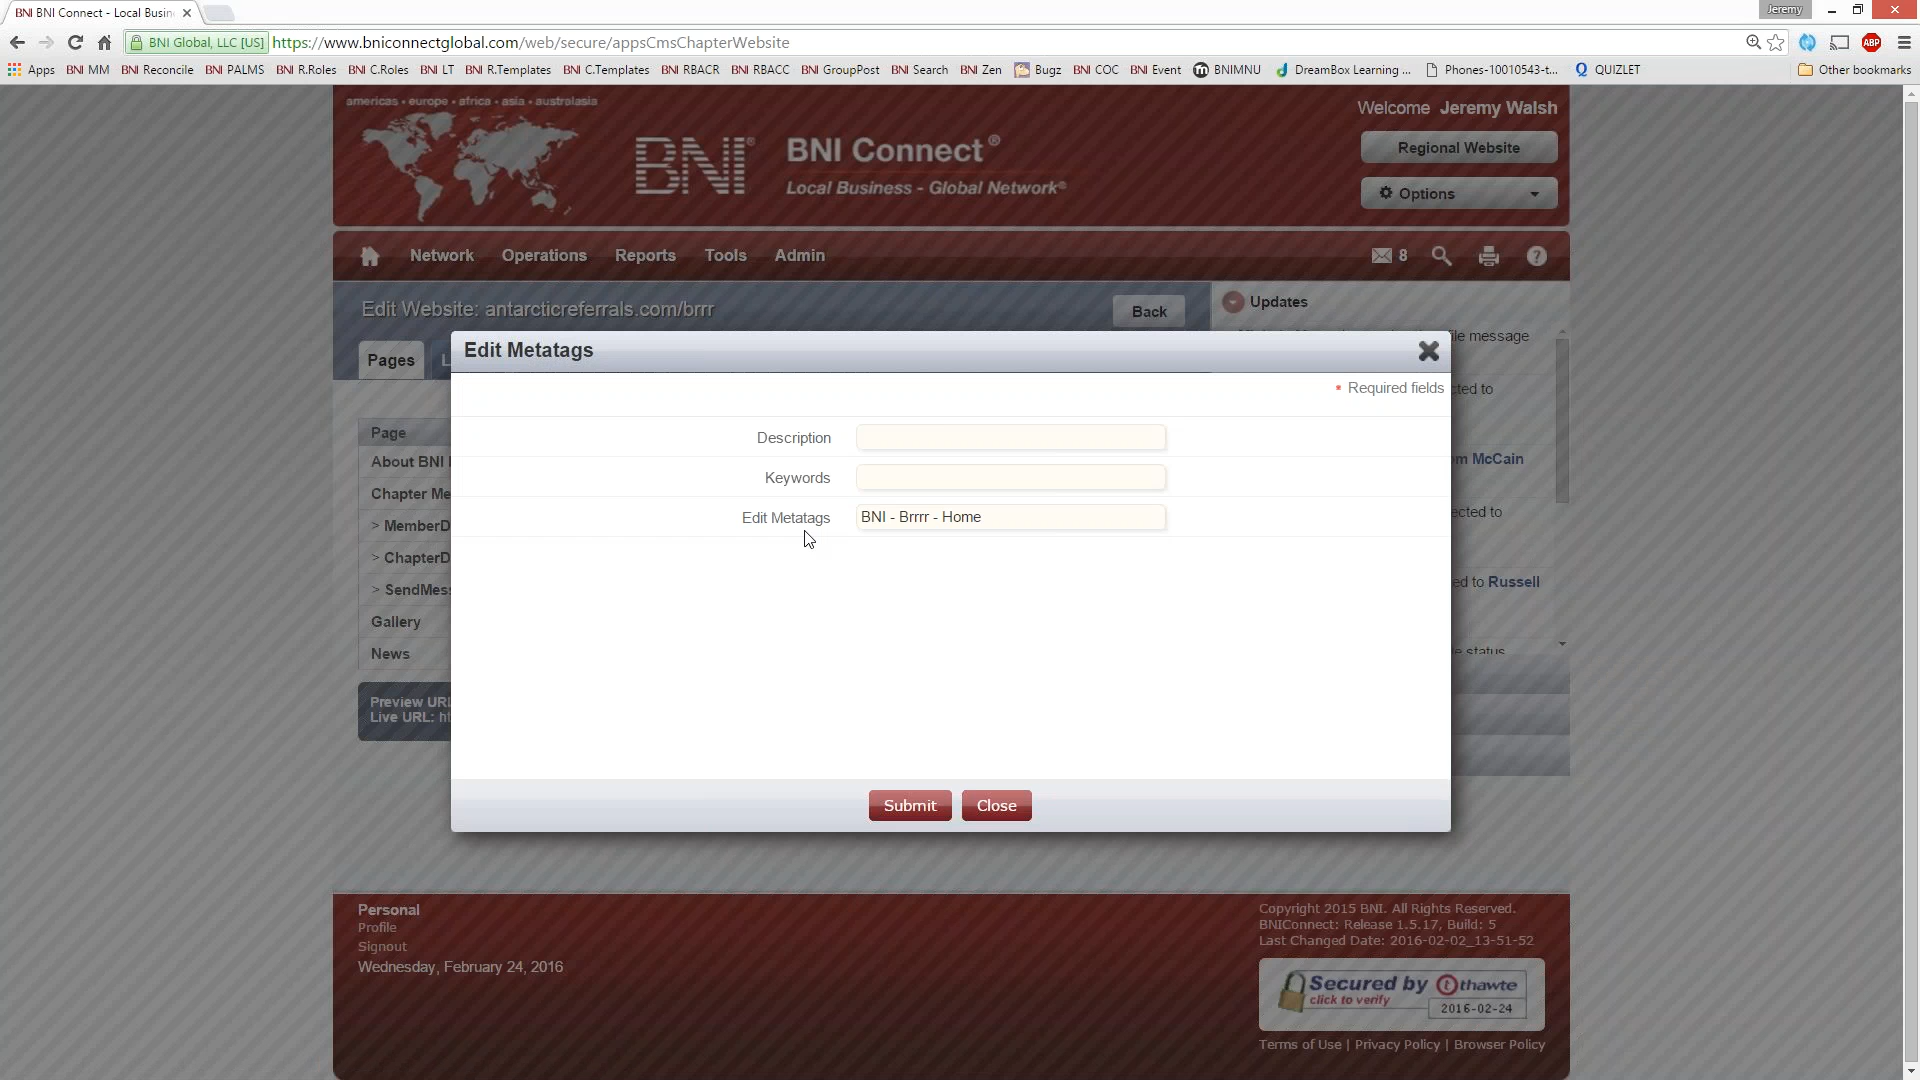 BNI BNI Connect - Local Busin
Jeremy
BNI Global, LLC [US] https://www.bniconnectglobal.com/web/secure/appsCmsChapterWebsite
Apps BNI MM BNI Reconcile BNI PALMS BNI R.Roles BNI C.Roles BNI LT BNI R.Templates BNI C.Templates BNI RBACR BNI RBACC BNI GroupPost BNI Search BNI Zen Bugz BNI COC BNI Event BNIMNU DreamBox Learning ... Phones-10010543-t... QUIZLET Other bookmarks
americas • europe • africa • asia • australasia
Welcome Jeremy Walsh
BNI® BNI Connect®
Local Business - Global Network®
Regional Website
Options
Network Operations Reports Tools Admin 8
Edit Website: antarcticreferrals.com/brrr
Back
Updates
Pages L
file message
Edit Metatags
* Required fields
cted to
Page
Description
About BNI
om McCain
Keywords
Chapter Me
ected to
Edit Metatags BNI - Brrrr - Home
> MemberD
> ChapterD
ed to Russell
> SendMess
Gallery
News
e status
Preview URL
Live URL: ht
Submit Close
Personal
Profile
Signout
Wednesday, February 24, 2016
Copyright 2015 BNI. All Rights Reserved.
BNIConnect: Release 1.5.17, Build: 5
Last Changed Date: 2016-02-02_13-51-52
Secured by thawte
click to verify
2016-02-24
Terms of Use | Privacy Policy | Browser Policy